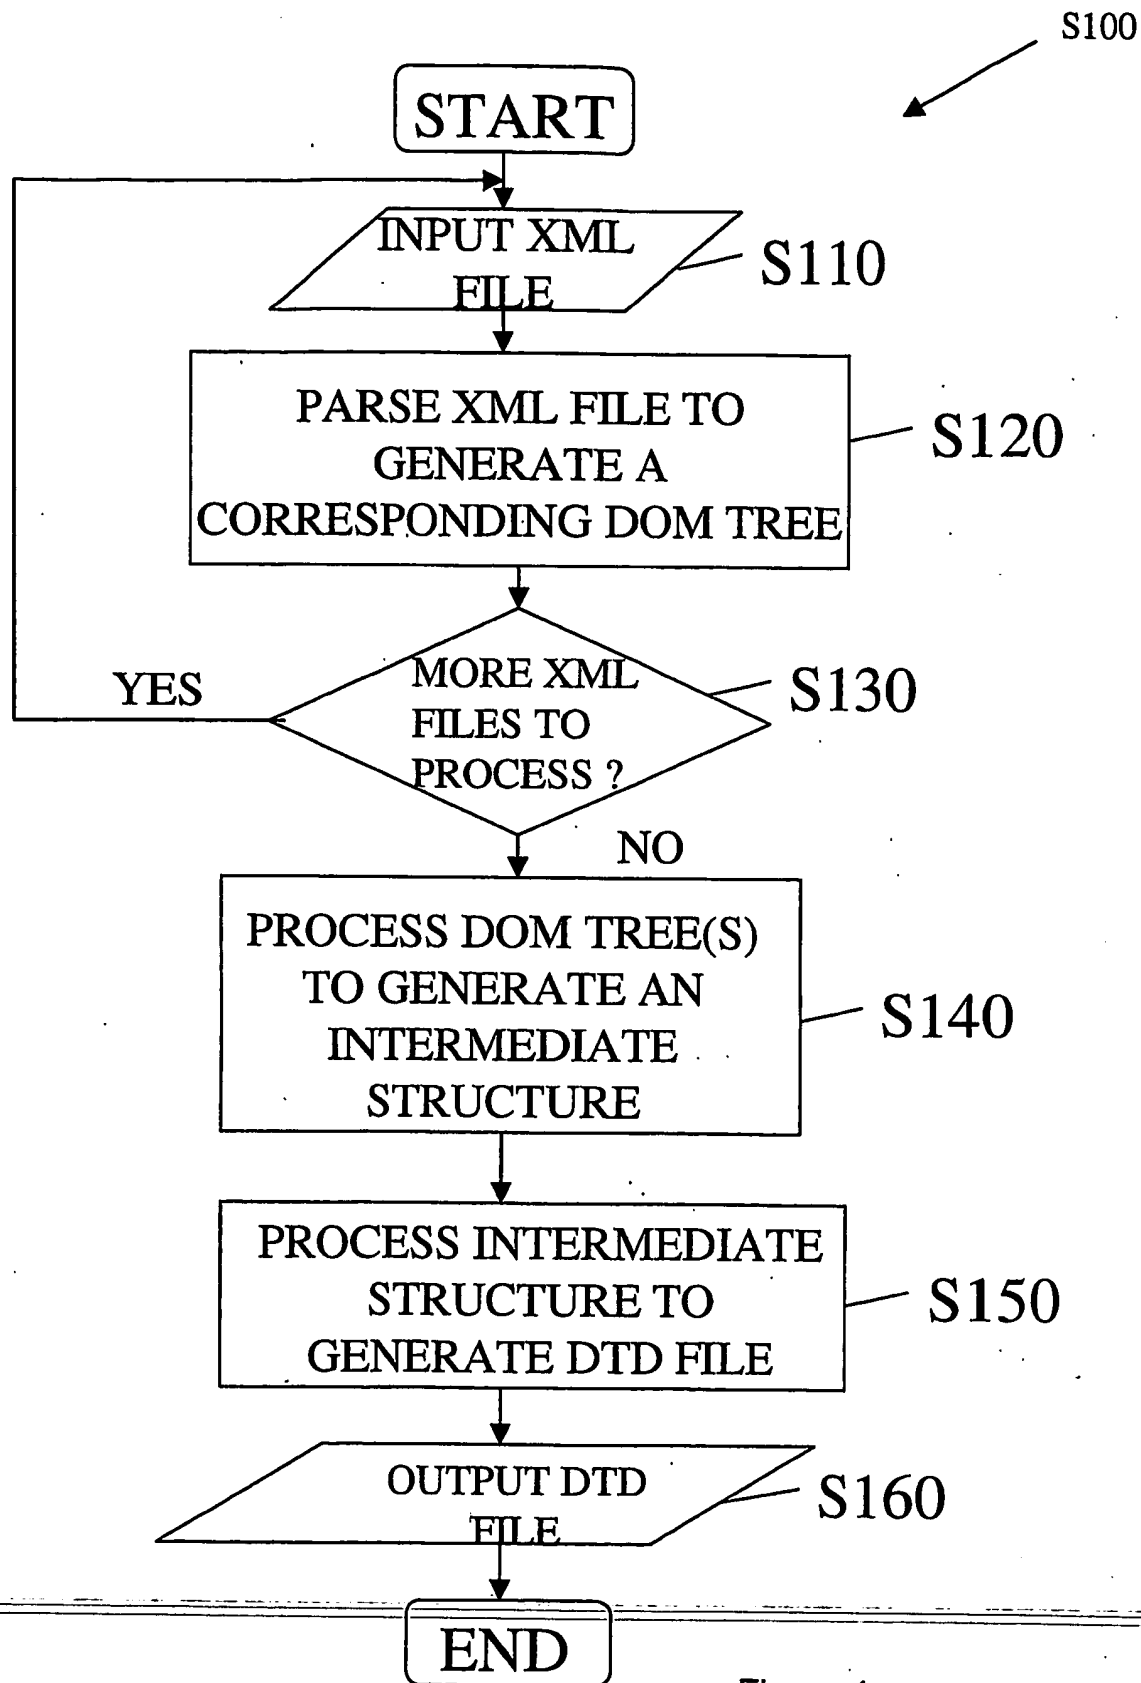 S100
START
INPUT XML
FILE
S110
PARSE XML FILE TO
GENERATE A
CORRESPONDING DOM TREE
S120
MORE XML
FILES TO
PROCESS ?
S130
YES
NO
PROCESS DOM TREE(S)
TO GENERATE AN
INTERMEDIATE
STRUCTURE
S140
PROCESS INTERMEDIATE
STRUCTURE TO
GENERATE DTD FILE
S150
OUTPUT DTD
FILE
S160
END